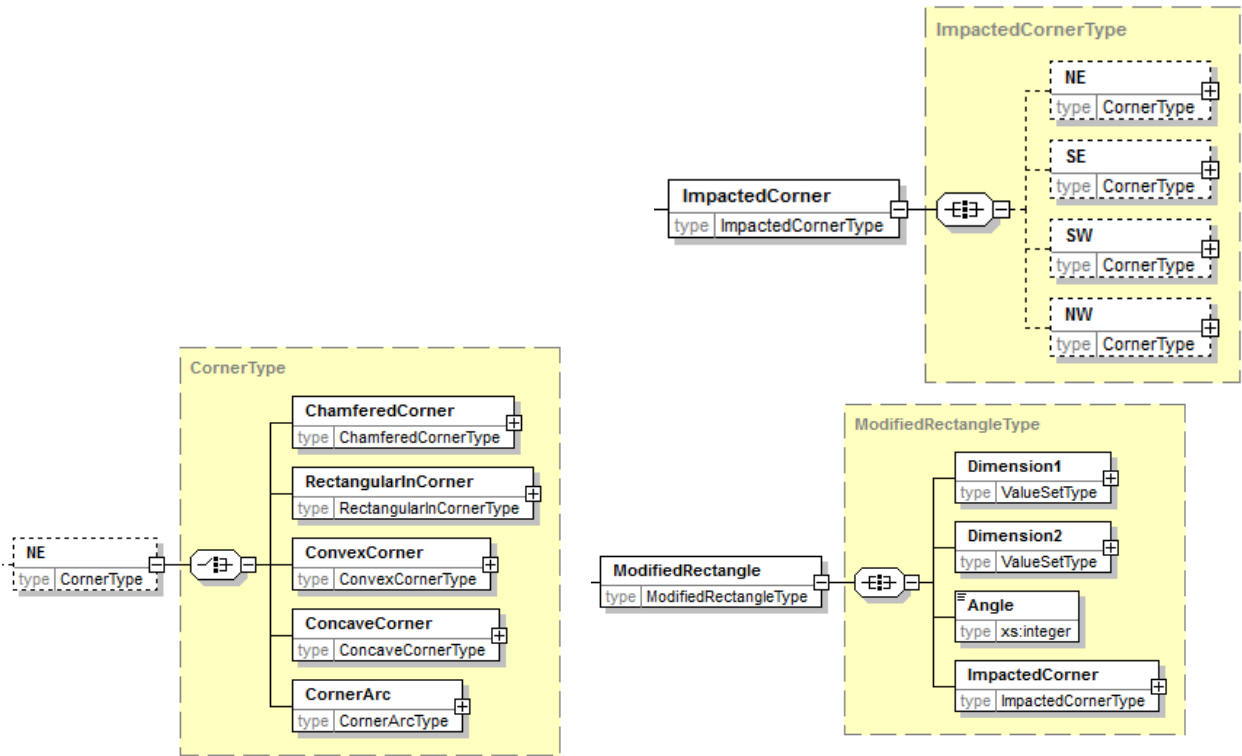 ImpactedCornerType
NE
type CornerType
SE
type CornerType
ImpactedCorner
type ImpactedCornerType
SW
type CornerType
NW
type CornerType
CornerType
ChamferedCorner
type ChamferedCornerType
RectangularInCorner
type RectangularInCornerType
NE
type CornerType
ConvexCorner
type ConvexCornerType
ConcaveCorner
type ConcaveCornerType
CornerArc
type CornerArcType
ModifiedRectangleType
Dimension1
type ValueSetType
Dimension2
type ValueSetType
ModifiedRectangle
type ModifiedRectangleType
Angle
type xs:integer
ImpactedCorner
type ImpactedCornerType